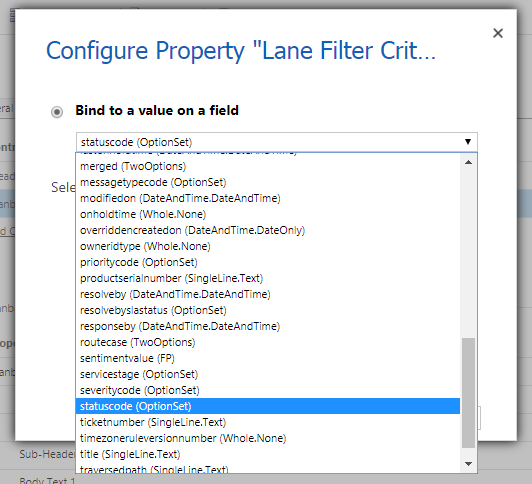 Configure Property "Lane Filter Crit...
Bind to a value on a field
statuscode (OptionSet)
merged (TwoOptions)
messagetypecode (OptionSet)
modifiedon (DateAndTime.DateAndTime)
onholdtime (Whole.None)
overriddencreatedon (DateAndTime.DateOnly)
owneridtype (Whole.None)
prioritycode (OptionSet)
productserialnumber (SingleLine.Text)
resolveby (DateAndTime.DateAndTime)
resolvebyslastatus (OptionSet)
responseby (DateAndTime.DateAndTime)
routecase (TwoOptions)
sentimentvalue (FP)
servicestage (OptionSet)
severitycode (OptionSet)
statuscode (OptionSet)
ticketnumber (SingleLine.Text)
timezoneruleversionnumber (Whole.None)
title (SingleLine.Text)
traversedpath (SingleLine.Text)
Sele
Sub-Heade
Body Text 1